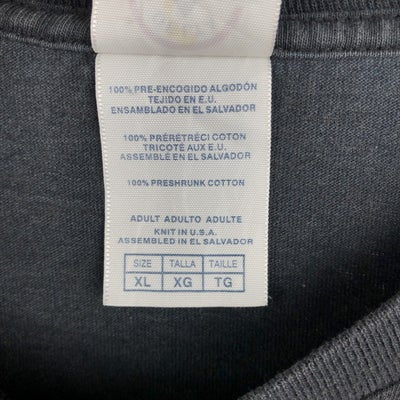 100% PRE-ENCOGIDO ALGODÓN
TEJIDO EN E.U.
ENSAMBLADO EN EL SALVADOR
100% PRÉRÉTRÉCI COTON
TRICOTÉ AUX E.U.
ASSEMBLÉ EN EL SALVADOR
100% PRESHRUNK COTTON
ADULT ADULTO ADULTE
KNIT IN U.S.A.
ASSEMBLED IN EL SALVADOR
SIZE TALLA TAILLE
XL XG TG